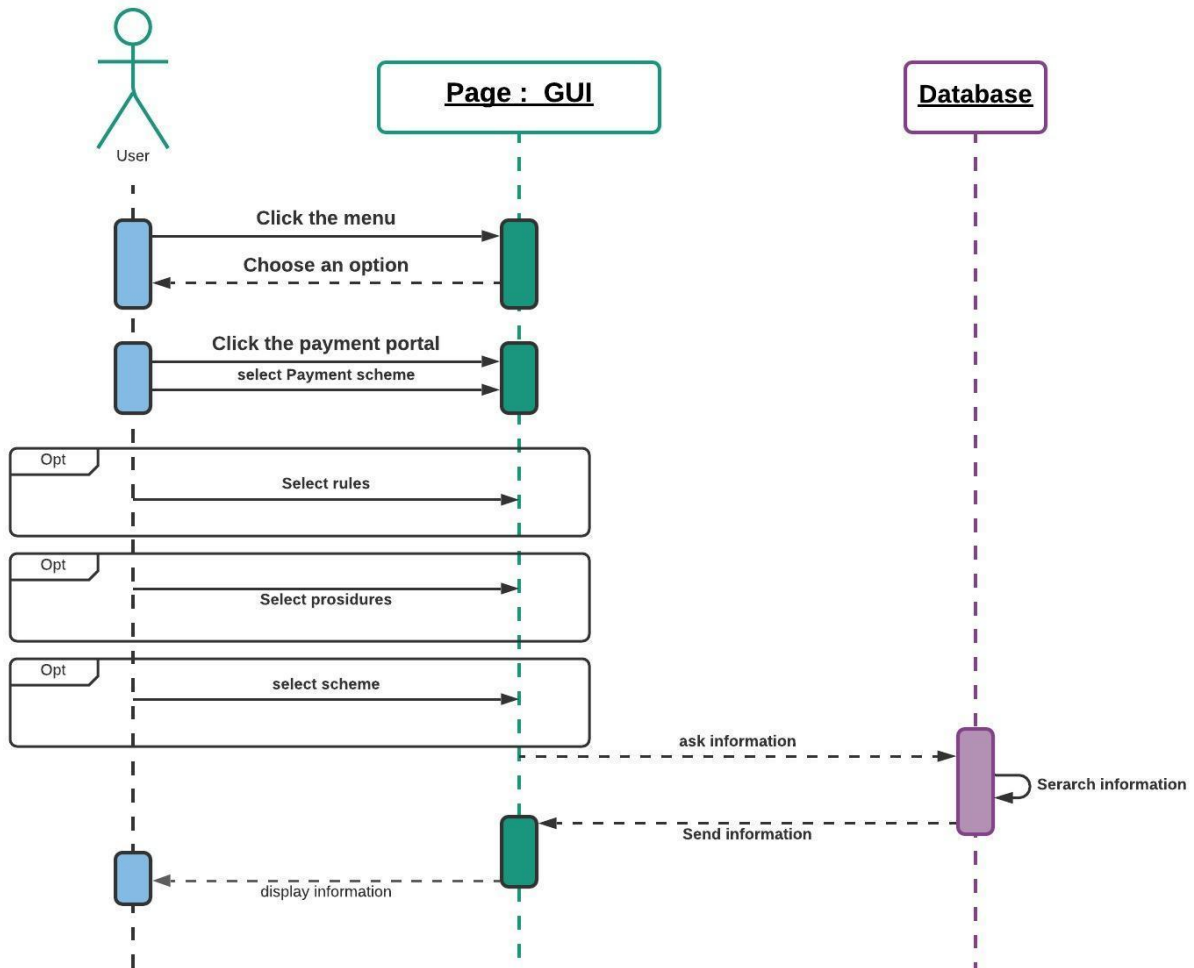 Page : GUI
Database
User
Click the menu
Choose an option
Click the payment portal
select Payment scheme
Opt
Select rules
Opt
Select prosidures
Opt
select scheme
ask information
Serarch information
Send information
display information